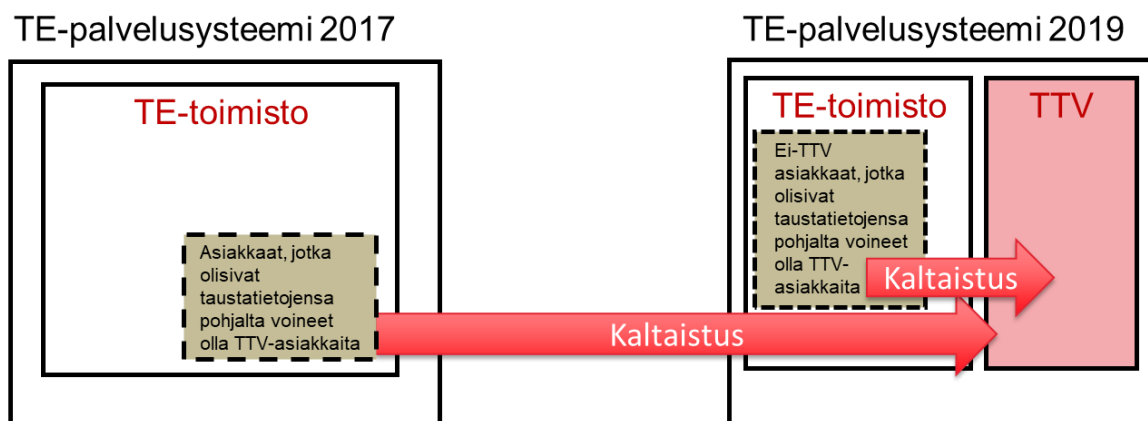 TE-palvelusysteemi 2017
TE-toimisto
Asiakkaat, jotka
olisivat
taustatietojensa
pohjalta voineet
olla TTV-asiakkaita
TE-palvelusysteemi 2019
TE-toimisto
TTV
Ei-TTV
asiakkaat, jotka
olisivat
taustatietojensa
pohjalta voineet
olla TTV-
asiakkaita
Kaltaistus
Kaltaistus